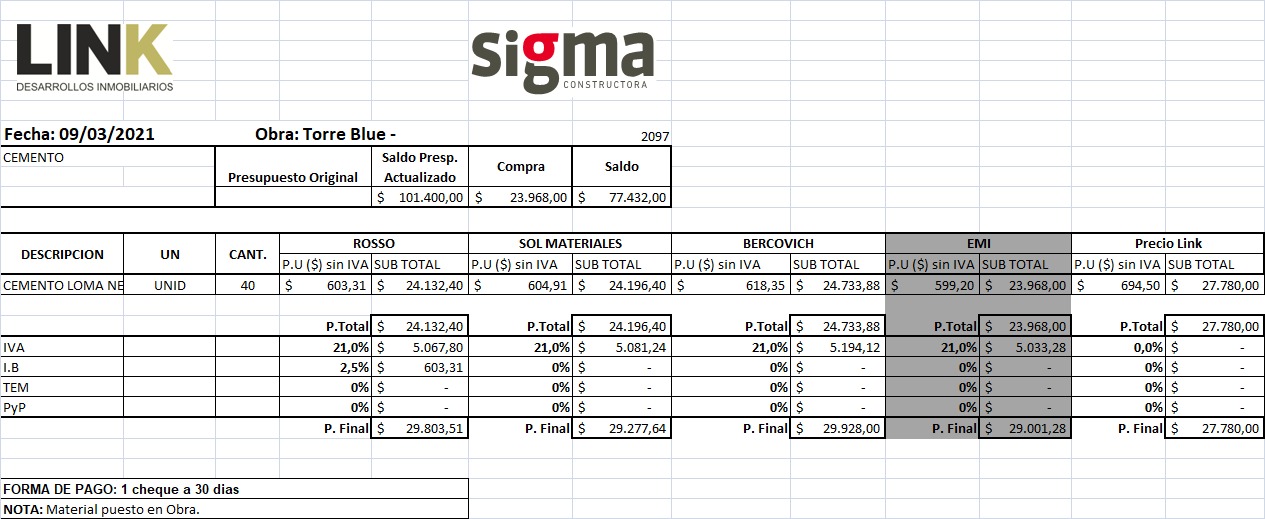 LINK
DESARROLLOS INMOBILIARIOS
sigma
CONSTRUCTORA
Fecha: 09/03/2021 Obra: Torre Blue - 2097
CEMENTO
Presupuesto Original Saldo Presp. Actualizado Compra Saldo
$ 101.400,00 $ 23.968,00 $ 77.432,00
DESCRIPCION UN CANT. ROSSO SOL MATERIALES BERCOVICH EMI Precio Link
P.U ($) sin IVA SUB TOTAL P.U ($) sin IVA SUB TOTAL P.U ($) sin IVA SUB TOTAL P.U ($) sin IVA SUB TOTAL P.U ($) sin IVA SUB TOTAL
CEMENTO LOMA NE UNID 40 $ 603,31 $ 24.132,40 $ 604,91 $ 24.196,40 $ 618,35 $ 24.733,88 $ 599,20 $ 23.968,00 $ 694,50 $ 27.780,00
P.Total $ 24.132,40 P.Total $ 24.196,40 P.Total $ 24.733,88 P.Total $ 23.968,00 P.Total $ 27.780,00
IVA 21,0% $ 5.067,80 21,0% $ 5.081,24 21,0% $ 5.194,12 21,0% $ 5.033,28 0,0% $ -
I.B 2,5% $ 603,31 0% $ - 0% $ - 0% $ - 0% $ -
TEM 0% $ - 0% $ - 0% $ - 0% $ - 0% $ -
PyP 0% $ - 0% $ - 0% $ - 0% $ - 0% $ -
P. Final $ 29.803,51 P. Final $ 29.277,64 P. Final $ 29.928,00 P. Final $ 29.001,28 P. Final $ 27.780,00
FORMA DE PAGO: 1 cheque a 30 dias
NOTA: Material puesto en Obra.